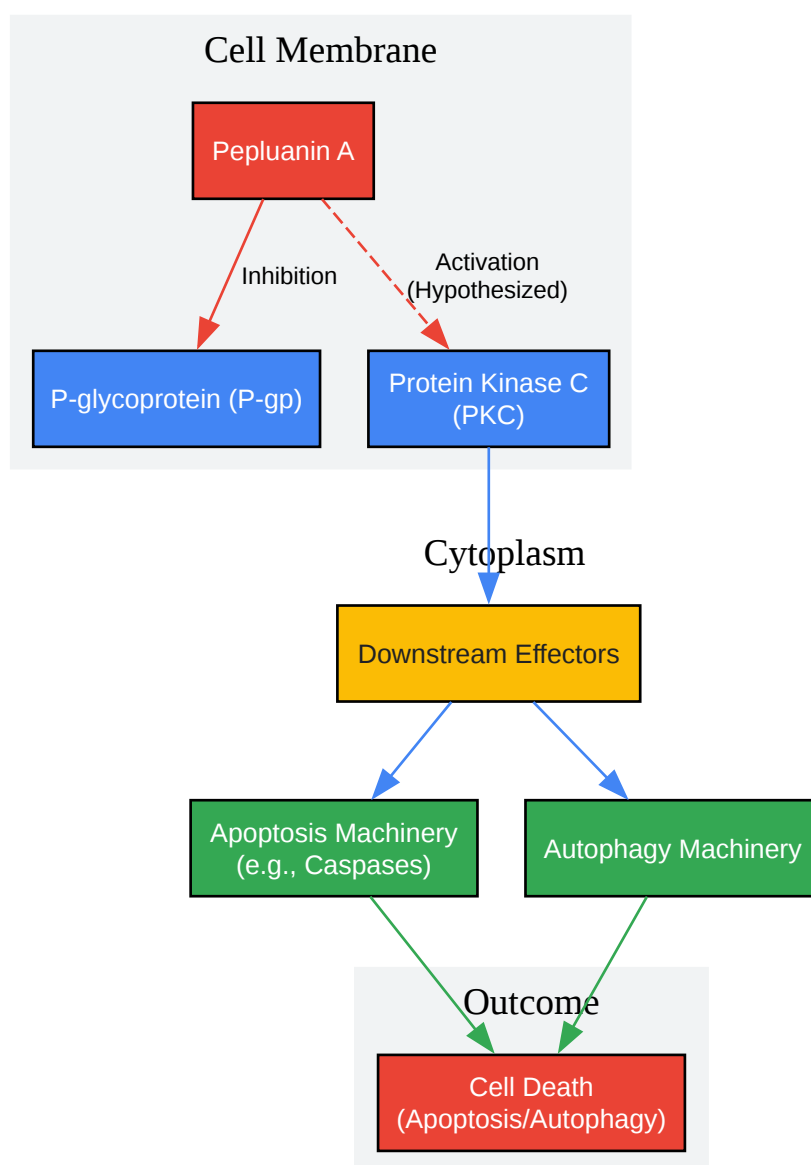 Cell Membrane
Pepluanin A
Inhibition
Activation
(Hypothesized)
P-glycoprotein (P-gp)
Protein Kinase C
(PKC)
Cytoplasm
Downstream Effectors
Apoptosis Machinery
(e.g., Caspases)
Autophagy Machinery
Outcome
Cell Death
(Apoptosis/Autophagy)